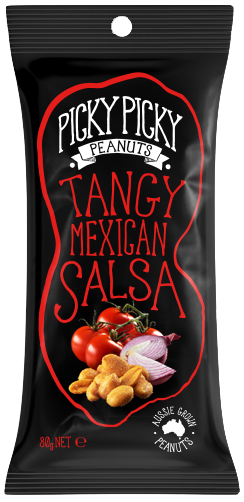 PICKY PICKY
PEANUTS
TANGY
MEXICAN
SALSA
80g NET e
AUSSIE GROWN
PEANUTS